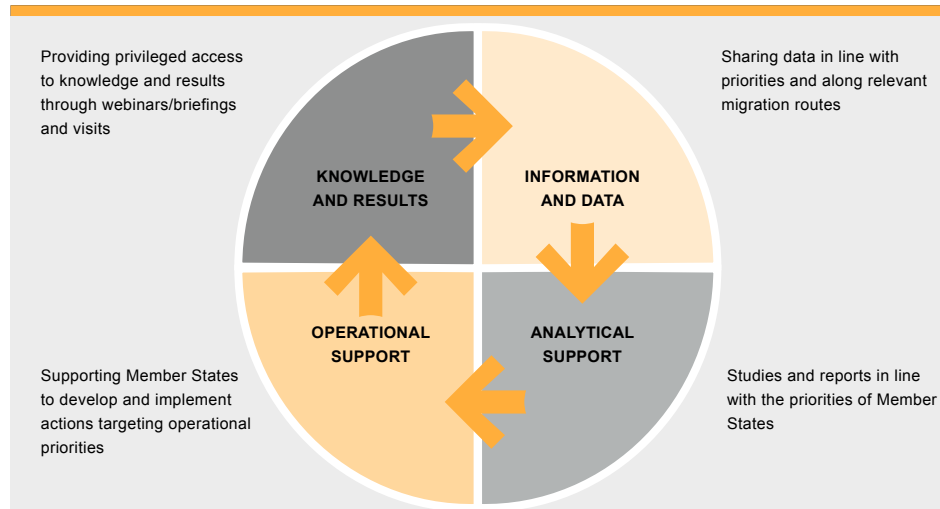 Providing privileged access
to knowledge and results
through webinars/briefings
and visits
KNOWLEDGE
AND RESULTS
INFORMATION
AND DATA
Sharing data in line with
priorities and along relevant
migration routes
Supporting Member States
to develop and implement
actions targeting operational
priorities
OPERATIONAL
SUPPORT
ANALYTICAL
SUPPORT
Studies and reports in line
with the priorities of Member
States